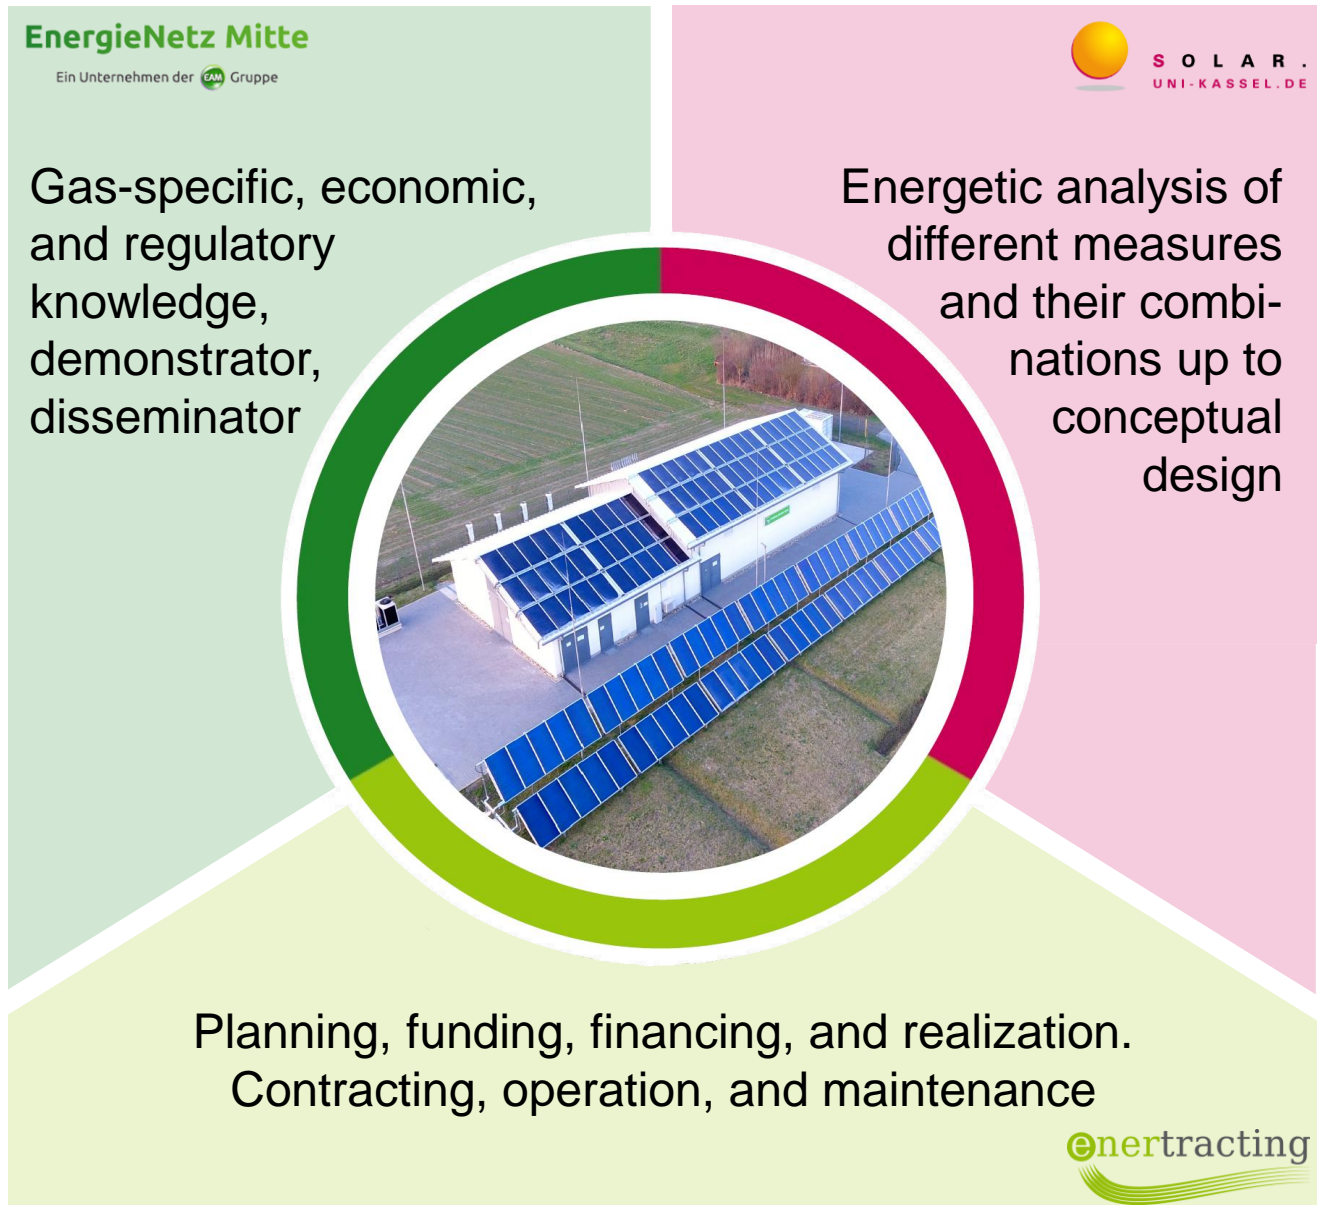 EnergieNetz Mitte
Ein Unternehmen der EAM Gruppe
SOLAR.
UNI-KASSEL.DE
Gas-specific, economic,
and regulatory
knowledge,
demonstrator,
disseminator
Energetic analysis of
different measures
and their combi-
nations up to
conceptual
design
Planning, funding, financing, and realization.
Contracting, operation, and maintenance
enertracting